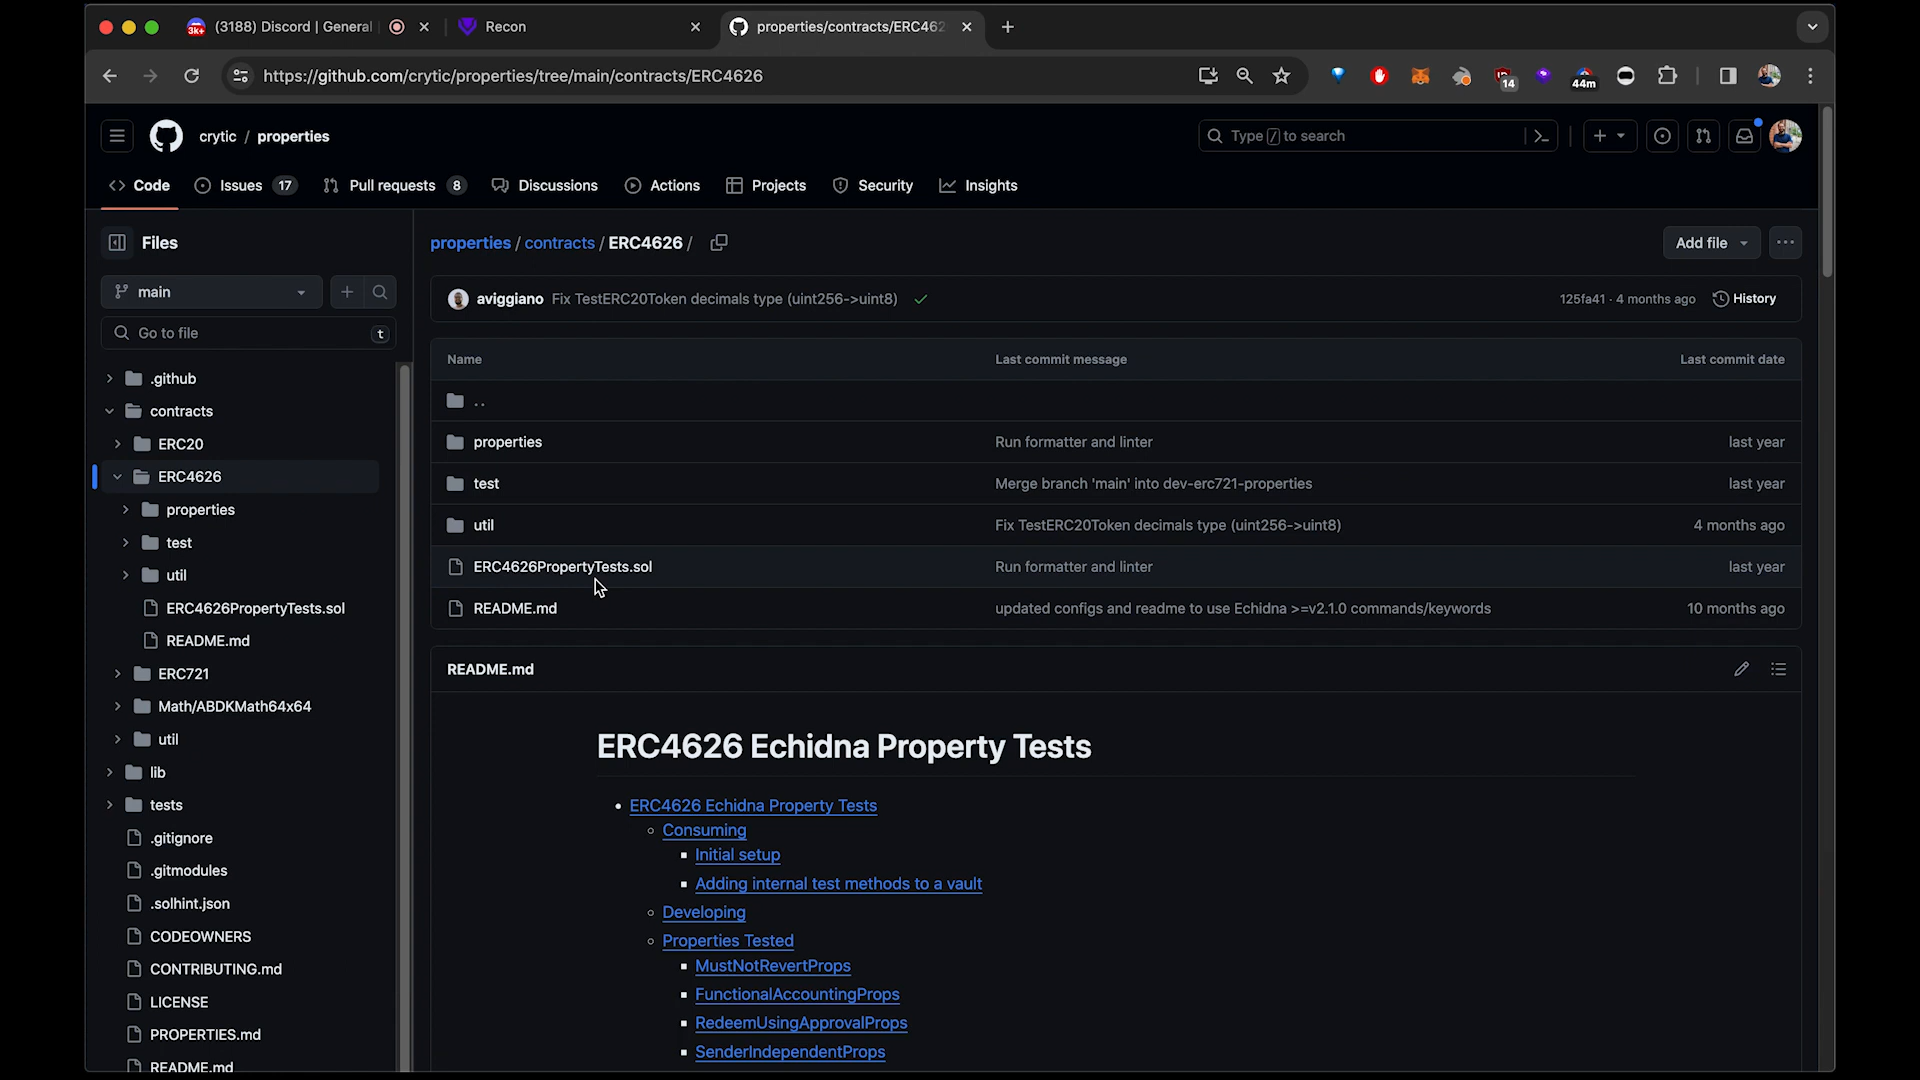 3k+ (3188) Discord | General
Recon
properties/contracts/ERC462
https://github.com/crytic/properties/tree/main/contracts/ERC4626
14
44m
crytic / properties
Type / to search
Code
Issues 17
Pull requests 8
Discussions
Actions
Projects
Security
Insights
Files
properties / contracts / ERC4626 /
Add file
main
aviggiano Fix TestERC20Token decimals type (uint256->uint8)
125fa41 · 4 months ago
History
Go to file t
Name Last commit message Last commit date
..
properties Run formatter and linter last year
test Merge branch 'main' into dev-erc721-properties last year
util Fix TestERC20Token decimals type (uint256->uint8) 4 months ago
ERC4626PropertyTests.sol Run formatter and linter last year
README.md updated configs and readme to use Echidna >=v2.1.0 commands/keywords 10 months ago
.github
contracts
ERC20
ERC4626
properties
test
util
ERC4626PropertyTests.sol
README.md
ERC721
Math/ABDKMath64x64
util
lib
tests
.gitignore
.gitmodules
.solhint.json
CODEOWNERS
CONTRIBUTING.md
LICENSE
PROPERTIES.md
README.md
README.md
ERC4626 Echidna Property Tests
ERC4626 Echidna Property Tests
Consuming
Initial setup
Adding internal test methods to a vault
Developing
Properties Tested
MustNotRevertProps
FunctionalAccountingProps
RedeemUsingApprovalProps
SenderIndependentProps